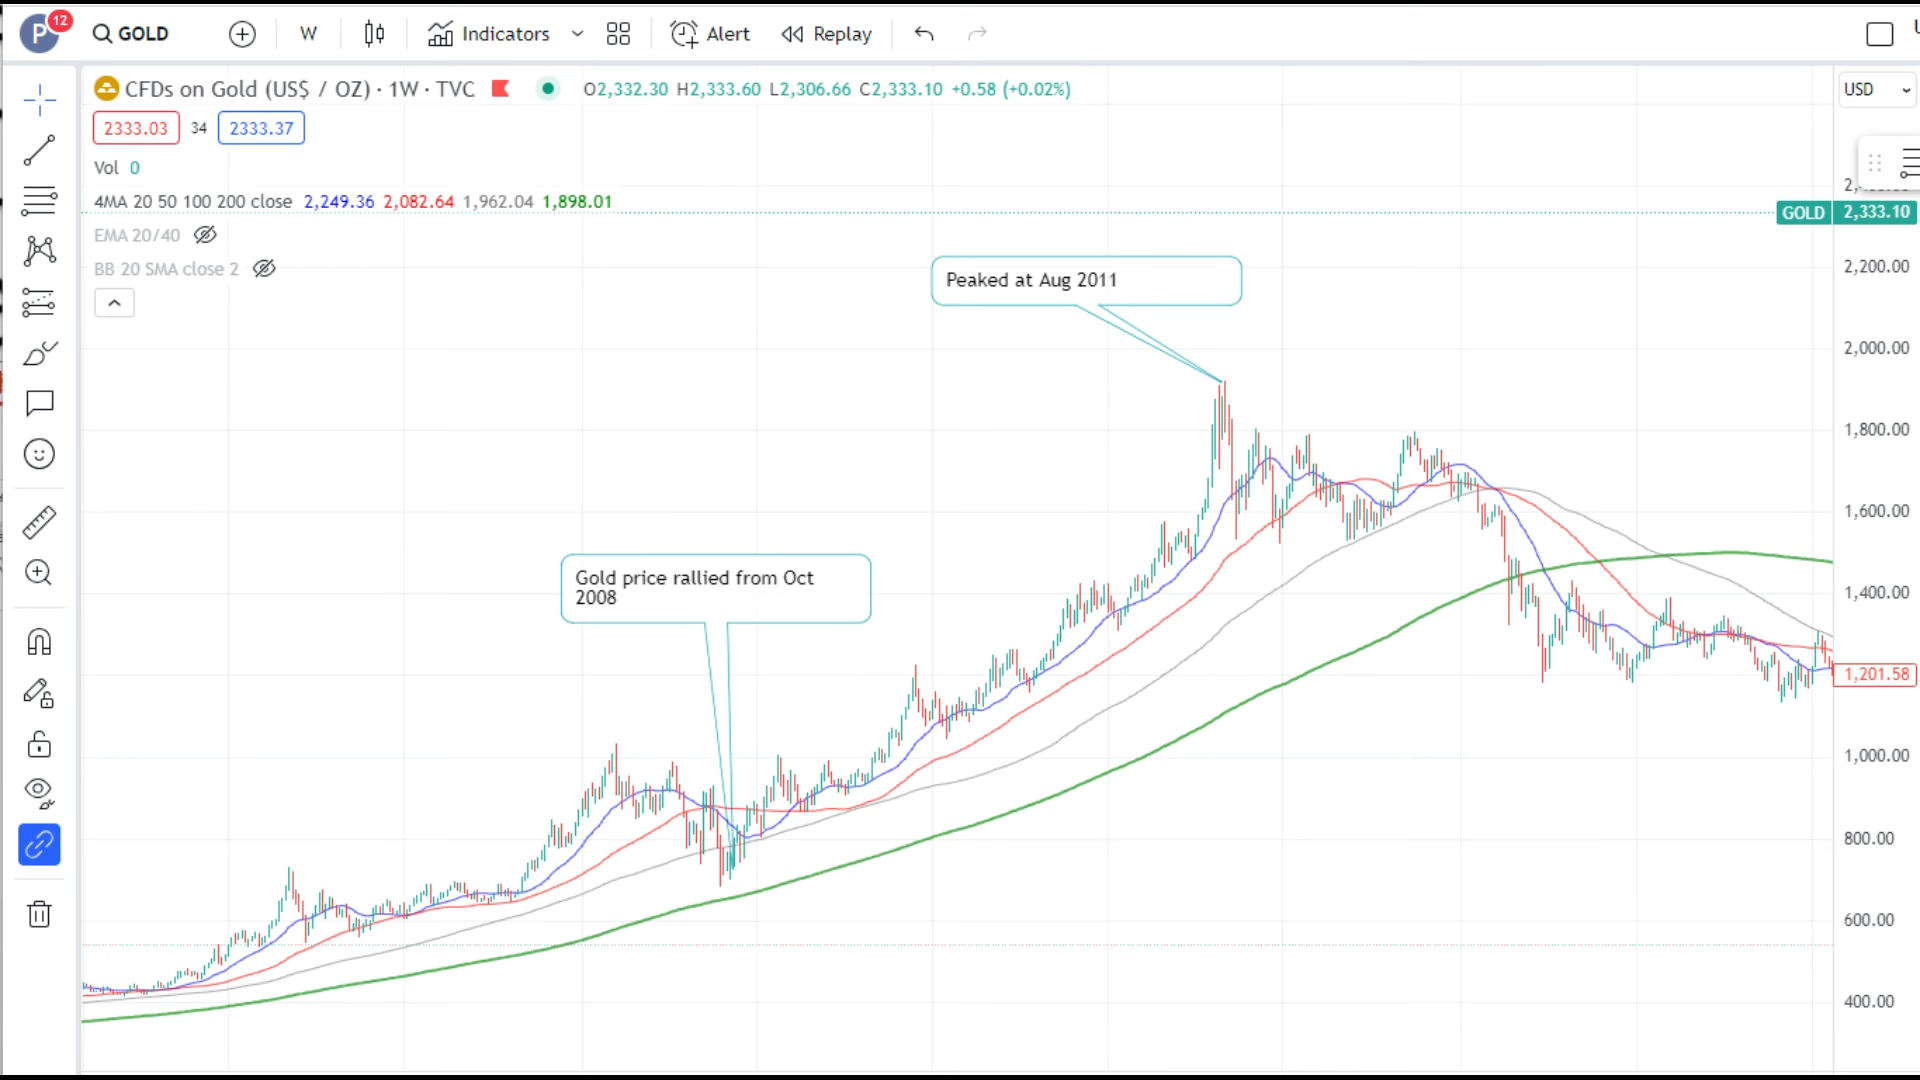 P 12 GOLD W Indicators Alert Replay
CFDs on Gold (US$ / OZ) · 1W · TVC O2,332.30 H2,333.60 L2,306.66 C2,333.10 +0.58 (+0.02%) USD
2333.03 34 2333.37
Vol 0
4MA 20 50 100 200 close 2,249.36 2,082.64 1,962.04 1,898.01
GOLD 2,333.10
EMA 20/40
BB 20 SMA close 2
2,200.00
Peaked at Aug 2011
2,000.00
1,800.00
1,600.00
Gold price rallied from Oct
2008
1,400.00
1,201.58
1,000.00
800.00
600.00
400.00